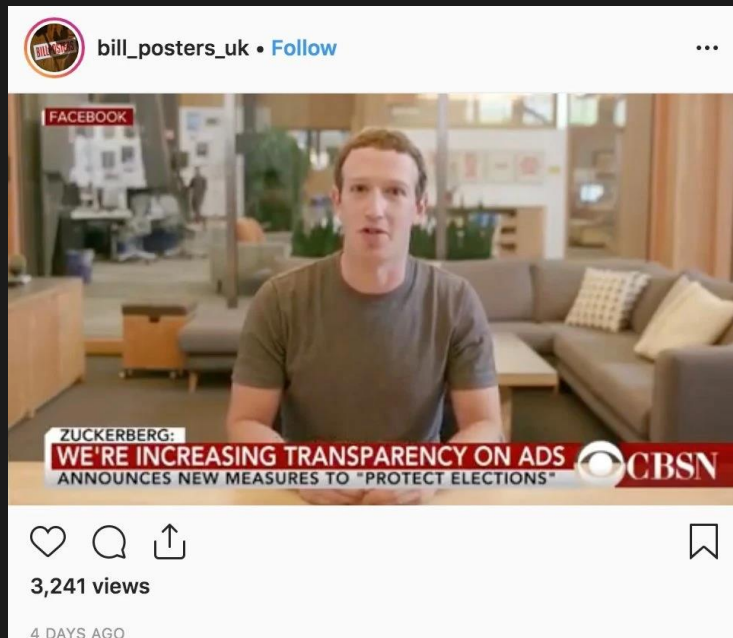 bill_posters_uk • Follow
FACEBOOK
ZUCKERBERG:
WE'RE INCREASING TRANSPARENCY ON ADS
ANNOUNCES NEW MEASURES TO "PROTECT ELECTIONS"
CBSN
3,241 views
4 DAYS AGO